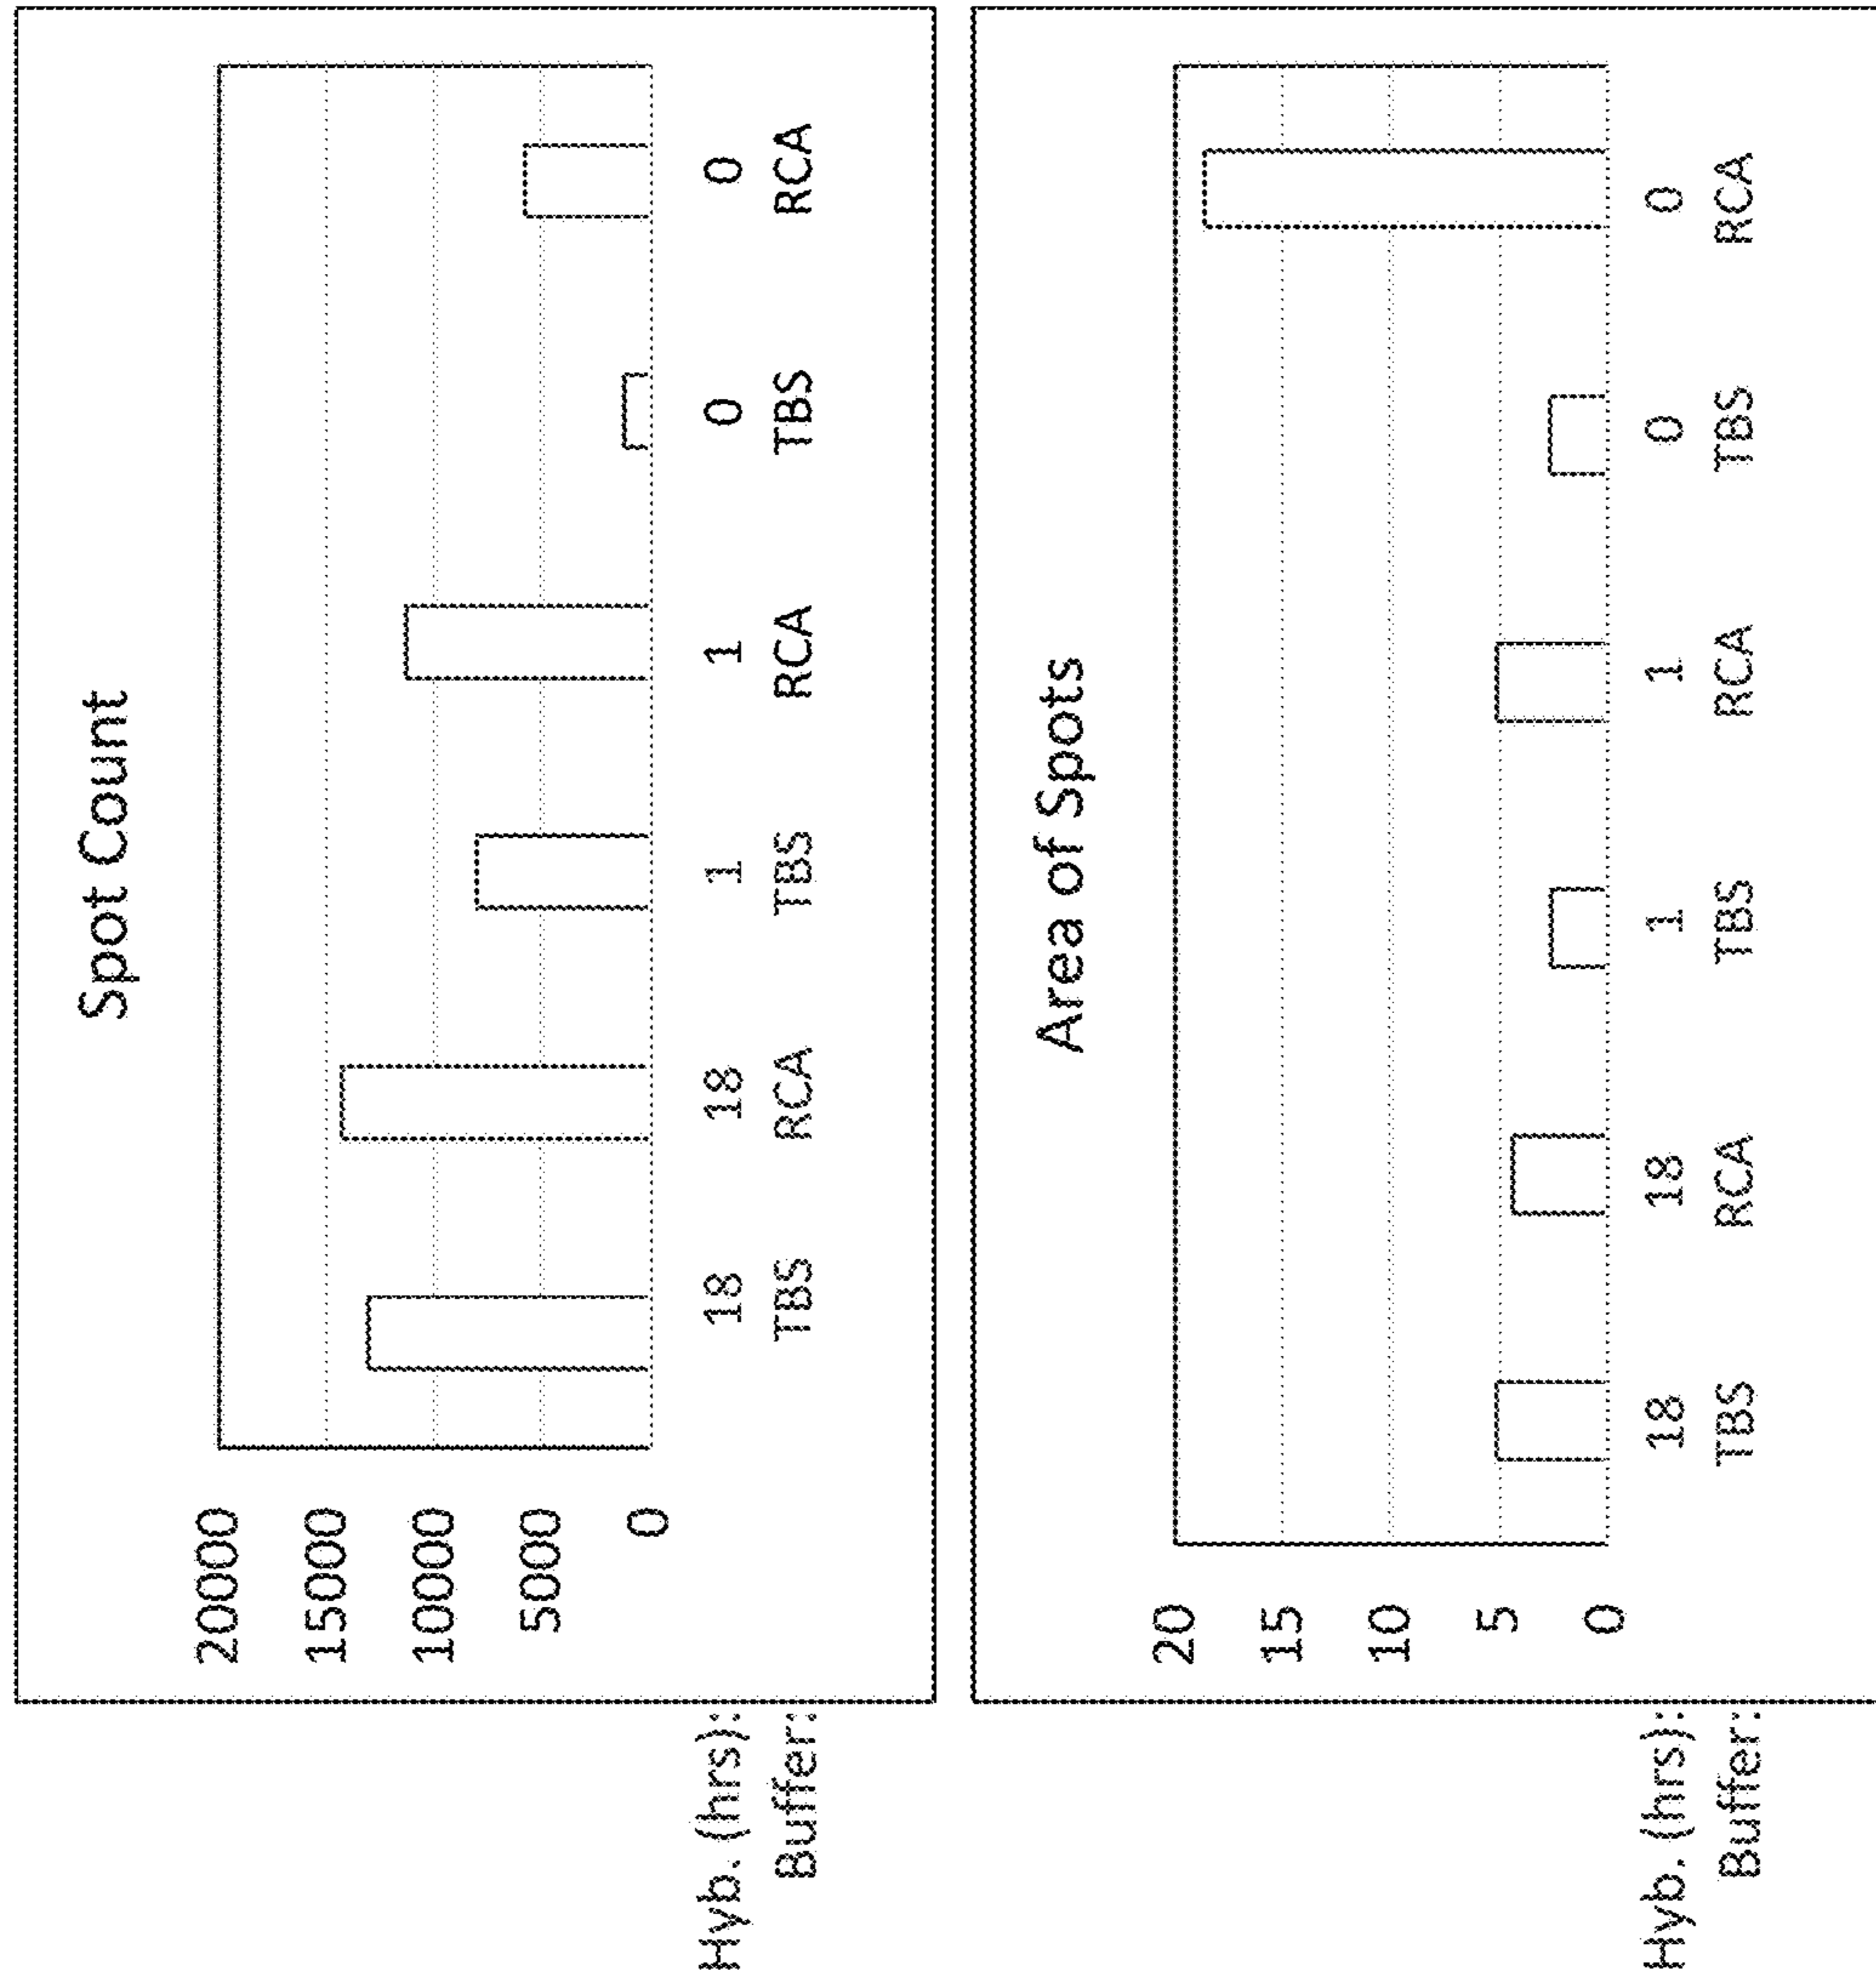 Spot Count
20000
15000
10000
5000
0
Hyb. (hrs): 18 18 1 1 0 0
Buffer: TBS RCA TBS RCA TBS RCA
Area of Spots
20
15
10
5
0
Hyb. (hrs): 18 18 1 1 0 0
Buffer: TBS RCA TBS RCA TBS RCA